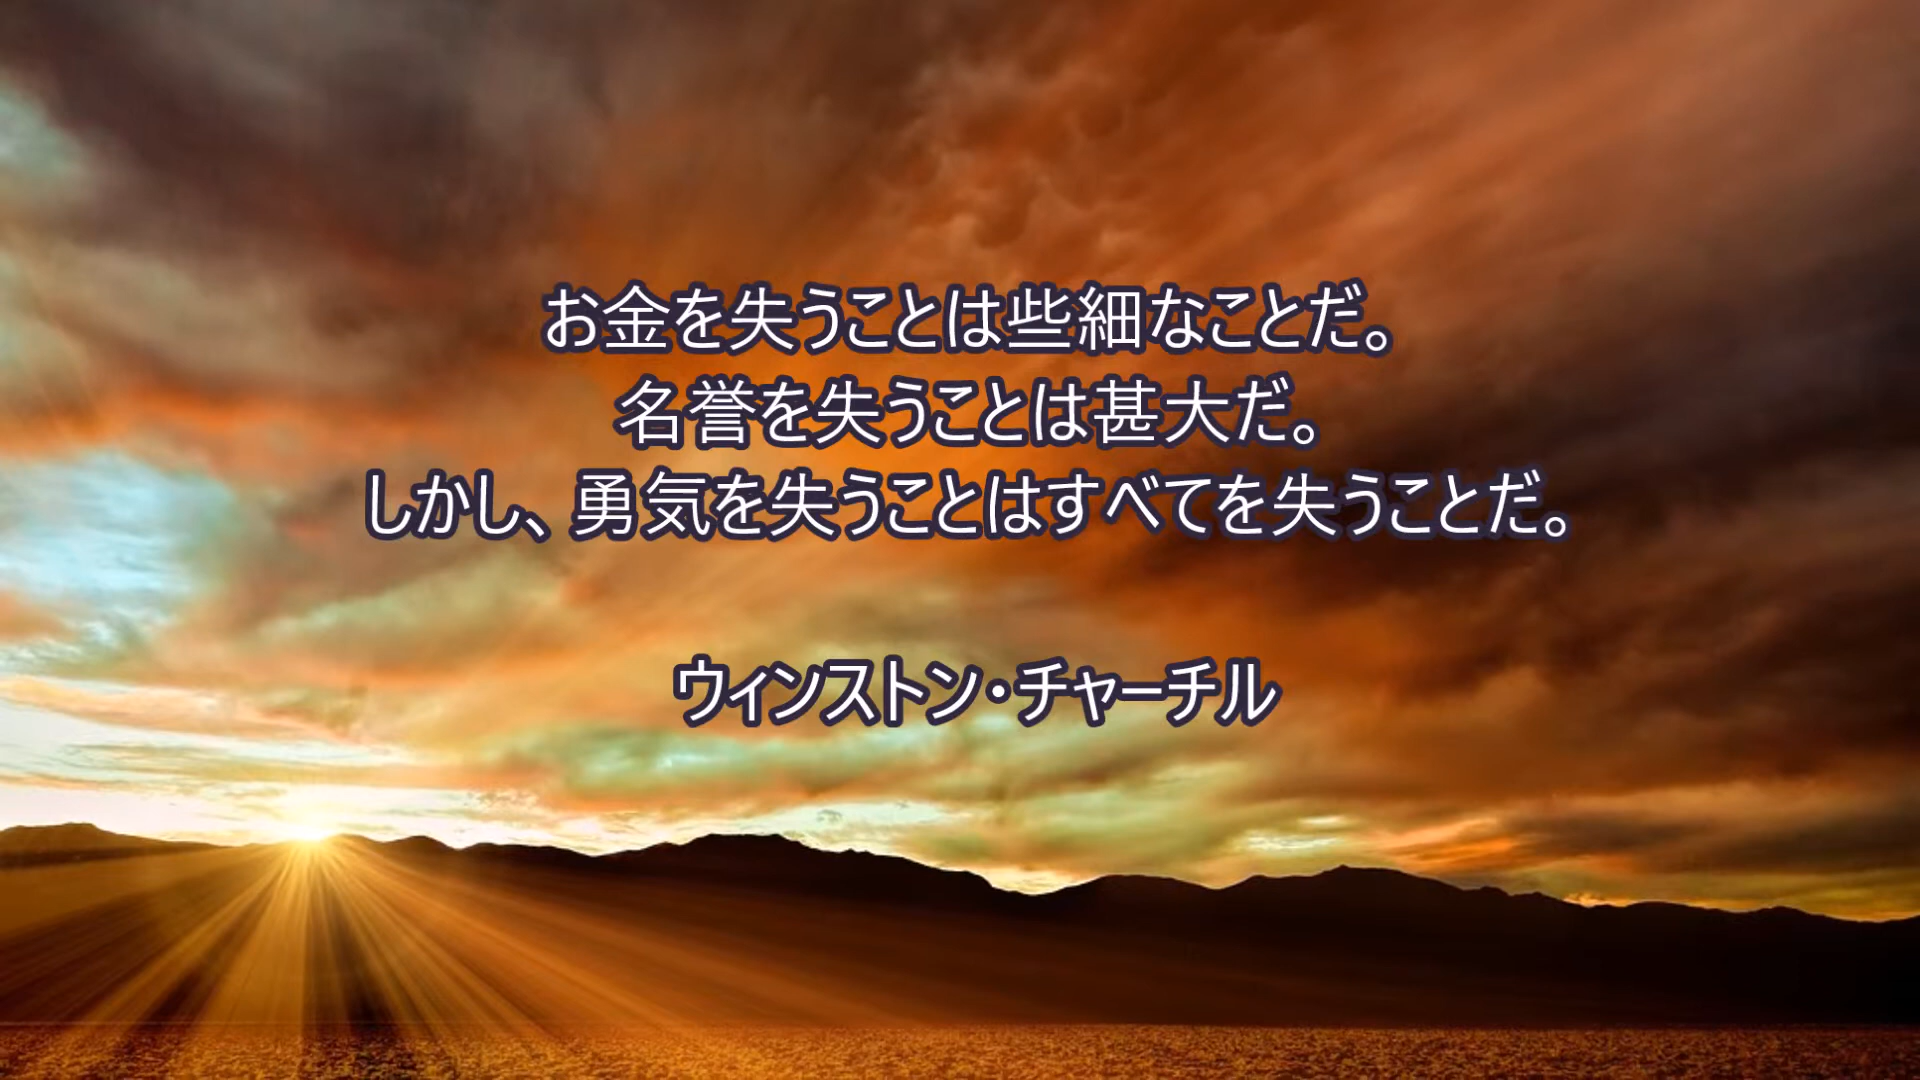 お金を失うことは些細なことだ。
名誉を失うことは甚大だ。
しかし、勇気を失うことはすべてを失うことだ。
ウィンストン・チャーチル